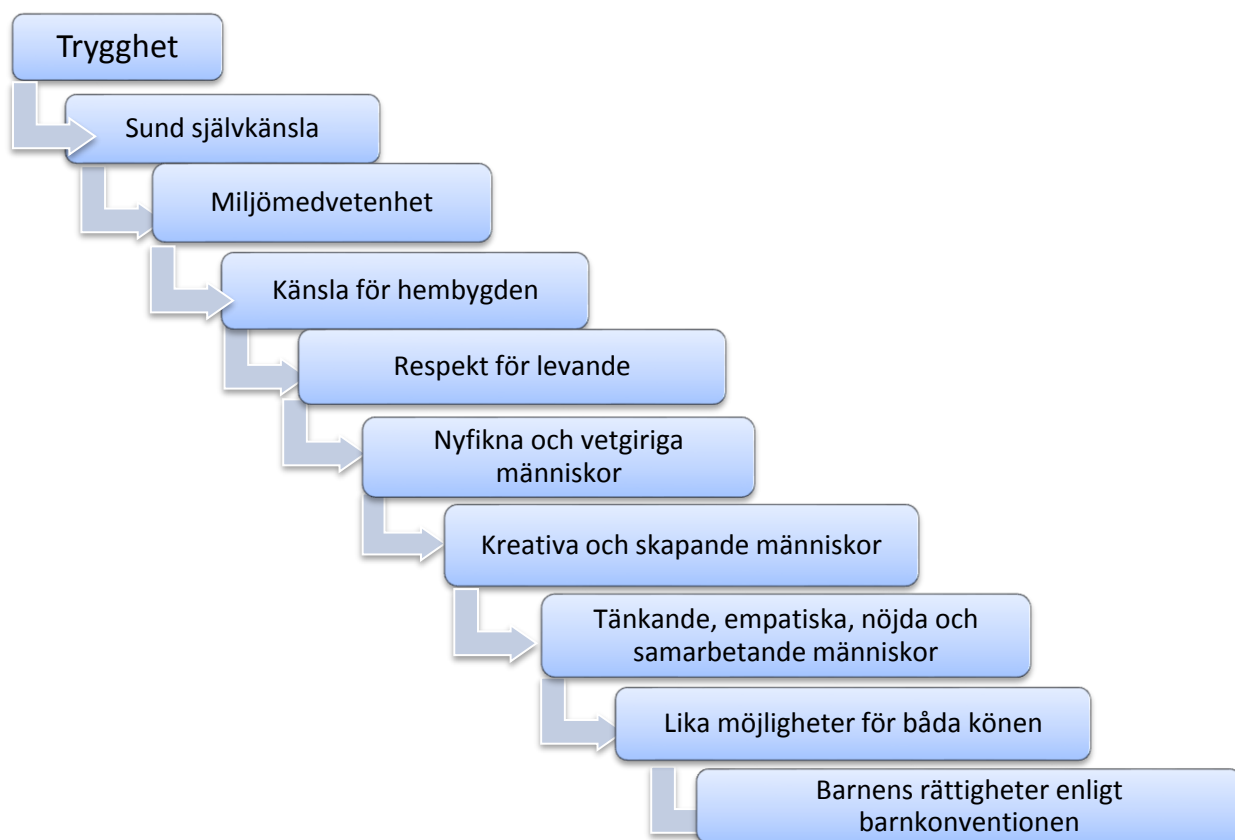 Trygghet
Sund självkänsla
Miljömedvetenhet
Känsla för hembygden
Respekt för levande
Nyfikna och vetgiriga
människor
Kreativa och skapande människor
Tänkande, empatiska, nöjda och
samarbetande människor
Lika möjligheter för båda könen
Barnens rättigheter enligt
barnkonventionen